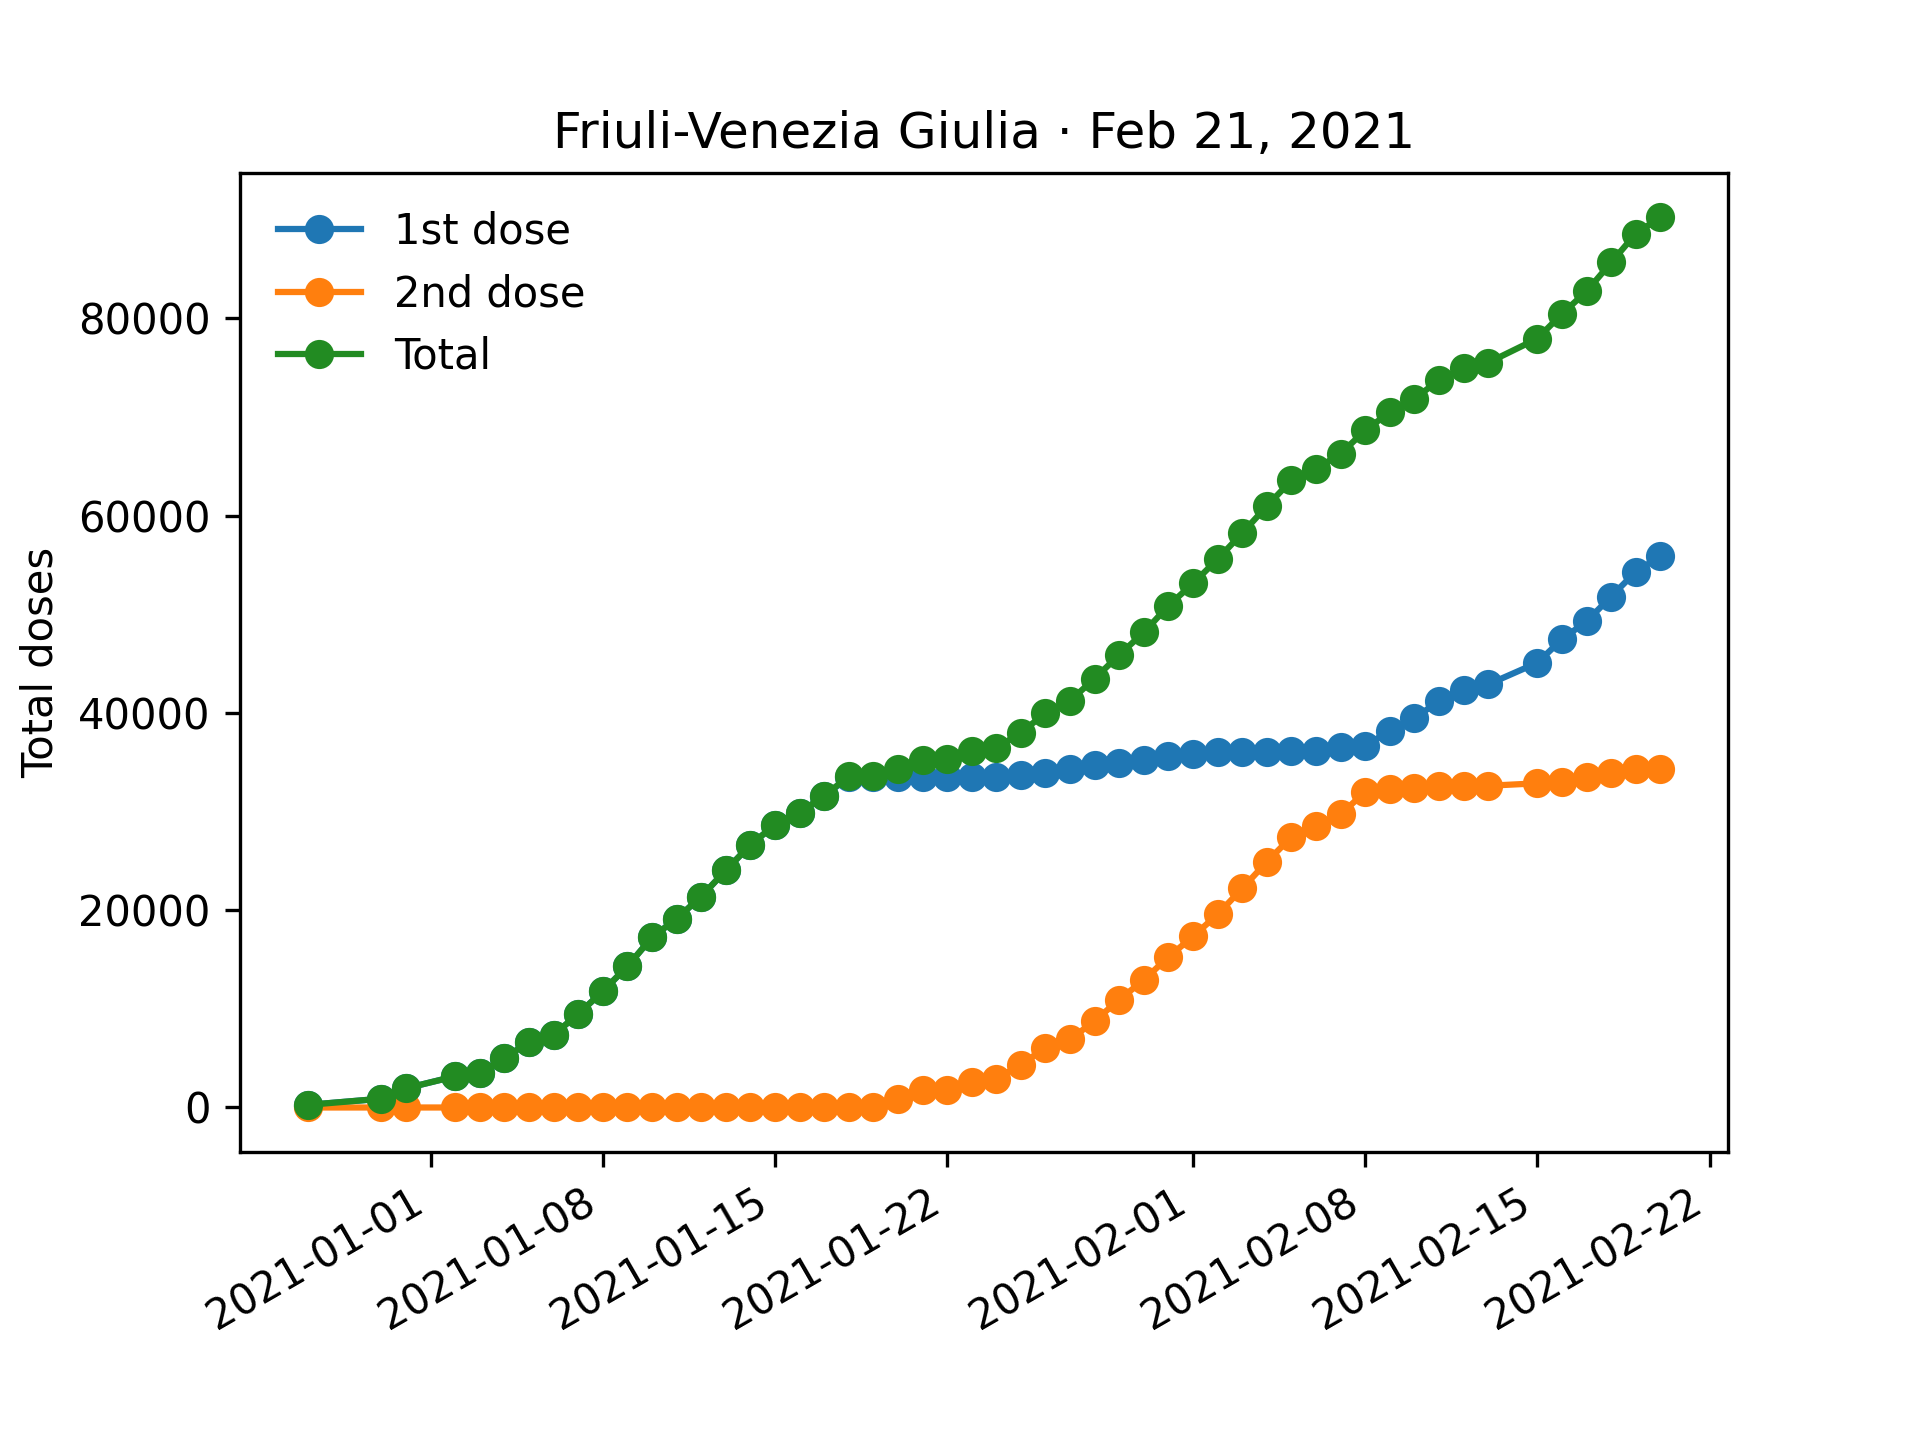 Friuli-Venezia Giulia · Feb 21, 2021
1st dose
2nd dose
Total
Total doses
80000
60000
40000
20000
0
2021-01-01
2021-01-08
2021-01-15
2021-01-22
2021-02-01
2021-02-08
2021-02-15
2021-02-22